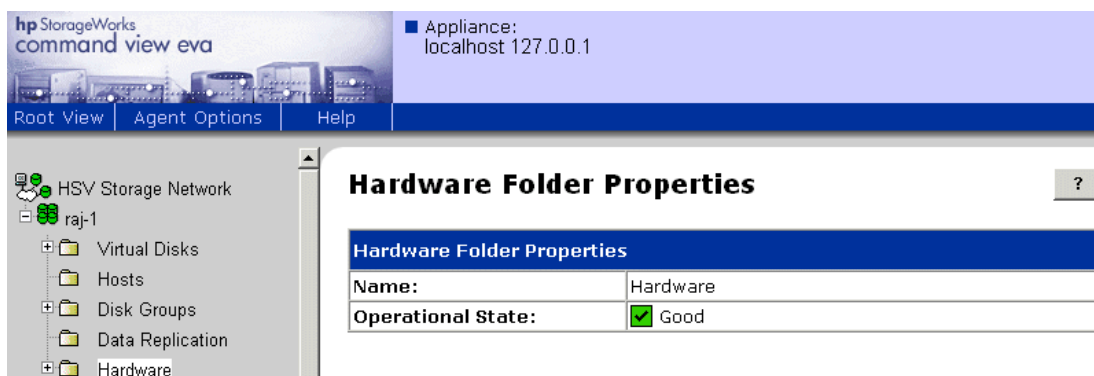 hp StorageWorks
command view eva
Appliance:
localhost 127.0.0.1
Root View Agent Options Help
HSV Storage Network
raj-1
Virtual Disks
Hosts
Disk Groups
Data Replication
Hardware
Hardware Folder Properties
?
Hardware Folder Properties
Name: Hardware
Operational State: Good